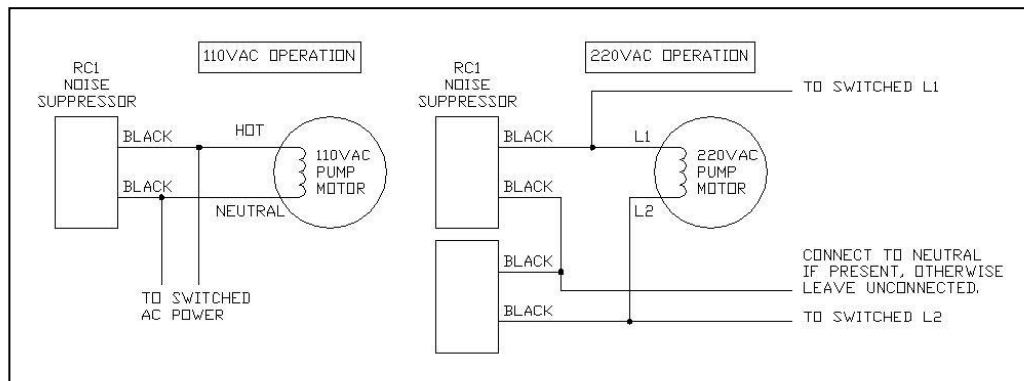 110VAC OPERATION
RC1
NOISE
SUPPRESSOR
BLACK
HOT
110VAC
PUMP
MOTOR
BLACK
NEUTRAL
TO SWITCHED
AC POWER
220VAC OPERATION
RC1
NOISE
SUPPRESSOR
TO SWITCHED L1
BLACK
L1
220VAC
PUMP
MOTOR
BLACK
L2
BLACK
CONNECT TO NEUTRAL
IF PRESENT, OTHERWISE
LEAVE UNCONNECTED.
BLACK
TO SWITCHED L2